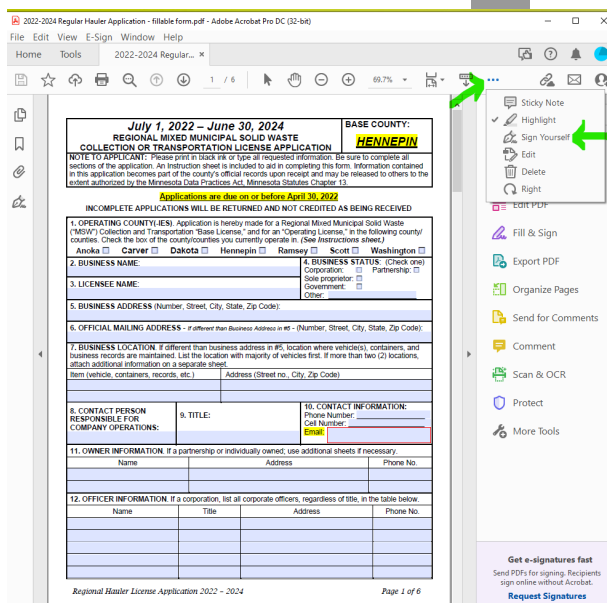 2022-2024 Regular Hauler Application - fillable form.pdf - Adobe Acrobat Pro DC (32-bit)
File Edit View E-Sign Window Help
Home Tools 2022-2024 Regular... ×
1 / 6 69.7%
Sticky Note
Highlight
Sign Yourself
Edit
Delete
Right
Edit PDF
Fill & Sign
Export PDF
Organize Pages
Send for Comments
Comment
Scan & OCR
Protect
More Tools
Get e-signatures fast
Send PDFs for signing. Recipients
sign online without Acrobat.
Request Signatures
July 1, 2022 – June 30, 2024
REGIONAL MIXED MUNICIPAL SOLID WASTE
COLLECTION OR TRANSPORTATION LICENSE APPLICATION
BASE COUNTY:
HENNEPIN
NOTE TO APPLICANT: Please print in black ink or type all requested information. Be sure to complete all
sections of the application. An Instruction sheet is included to aid in completing this form. Information contained
in this application becomes part of the county's official records upon receipt and may be released to others to the
extent authorized by the Minnesota Data Practices Act, Minnesota Statutes Chapter 13.
Applications are due on or before April 30, 2022
INCOMPLETE APPLICATIONS WILL BE RETURNED AND NOT CREDITED AS BEING RECEIVED
1. OPERATING COUNTY(-IES). Application is hereby made for a Regional Mixed Municipal Solid Waste
("MSW") Collection and Transportation "Base License," and for an "Operating License," in the following county/
counties. Check the box of the county/counties you currently operate in. (See Instructions sheet.)
Anoka Carver Dakota Hennepin Ramsey Scott Washington
2. BUSINESS NAME:
4. BUSINESS STATUS: (Check one)
Corporation: Partnership:
Sole proprietor:
Government:
Other:
3. LICENSEE NAME:
5. BUSINESS ADDRESS (Number, Street, City, State, Zip Code):
6. OFFICIAL MAILING ADDRESS - if different than Business Address in #5 - (Number, Street, City, State, Zip Code):
7. BUSINESS LOCATION. If different than business address in #5, location where vehicle(s), containers, and
business records are maintained. List the location with majority of vehicles first. If more than two (2) locations,
attach additional information on a separate sheet.
Item (vehicle, containers, records, etc.) Address (Street no., City, Zip Code)
8. CONTACT PERSON
RESPONSIBLE FOR
COMPANY OPERATIONS:
9. TITLE:
10. CONTACT INFORMATION:
Phone Number:
Cell Number:
Email:
11. OWNER INFORMATION. If a partnership or individually owned; use additional sheets if necessary.
Name Address Phone No.
12. OFFICER INFORMATION. If a corporation, list all corporate officers, regardless of title, in the table below.
Name Title Address Phone No.
Regional Hauler License Application 2022 – 2024 Page 1 of 6